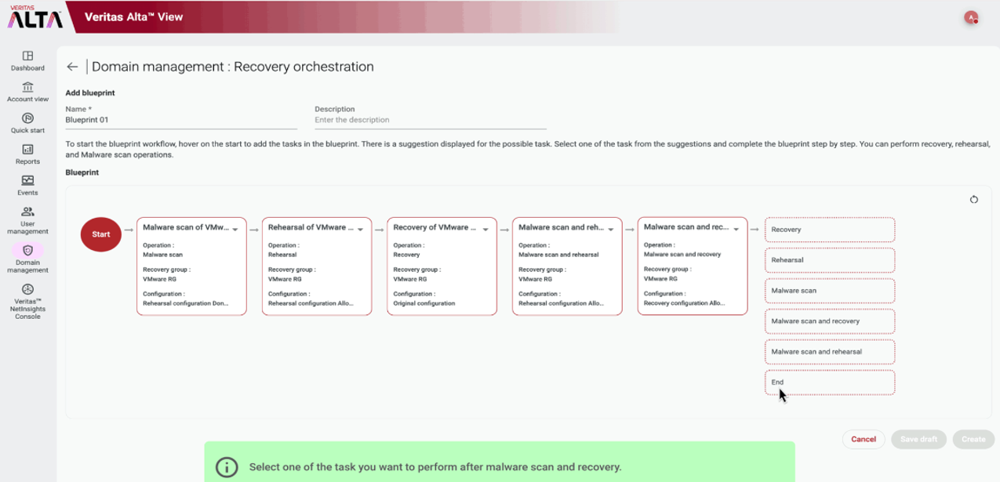 VERITAS
ALTA™
Veritas Alta™ View
A
Dashboard
Account view
Quick start
Reports
Events
User
management
Domain
management
Veritas™
NetInsights
Console
Domain management : Recovery orchestration
Add blueprint
Name *
Blueprint 01
Description
Enter the description
To start the blueprint workflow, hover on the start to add the tasks in the blueprint. There is a suggestion displayed for the possible task. Select one of the task from the suggestions and complete the blueprint step by step. You can perform recovery, rehearsal,
and Malware scan operations.
Blueprint
Start
Malware scan of VMw...
Operation :
Malware scan
Recovery group :
VMware RG
Configuration :
Rehearsal configuration Don...
Rehearsal of VMware ...
Operation :
Rehearsal
Recovery group :
VMware RG
Configuration :
Rehearsal configuration Allo...
Recovery of VMware ...
Operation :
Recovery
Recovery group :
VMware RG
Configuration :
Original configuration
Malware scan and reh...
Operation :
Malware scan and rehearsal
Recovery group :
VMware RG
Configuration :
Rehearsal configuration Allo...
Malware scan and rec...
Operation :
Malware scan and recovery
Recovery group :
VMware RG
Configuration :
Recovery configuration Allo...
Recovery
Rehearsal
Malware scan
Malware scan and recovery
Malware scan and rehearsal
End
Cancel
Save draft
Create
Select one of the task you want to perform after malware scan and recovery.